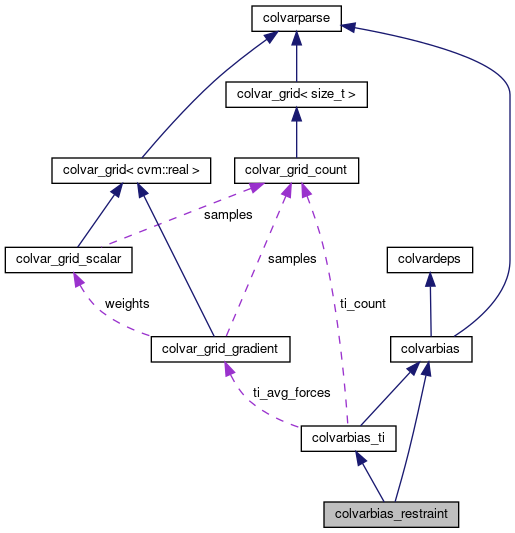 colvarparse
colvar_grid< size_t >
colvar_grid< cvm::real >
colvar_grid_count
samples
colvar_grid_scalar
samples
colvardeps
weights
ti_count
colvar_grid_gradient
colvarbias
ti_avg_forces
colvarbias_ti
colvarbias_restraint